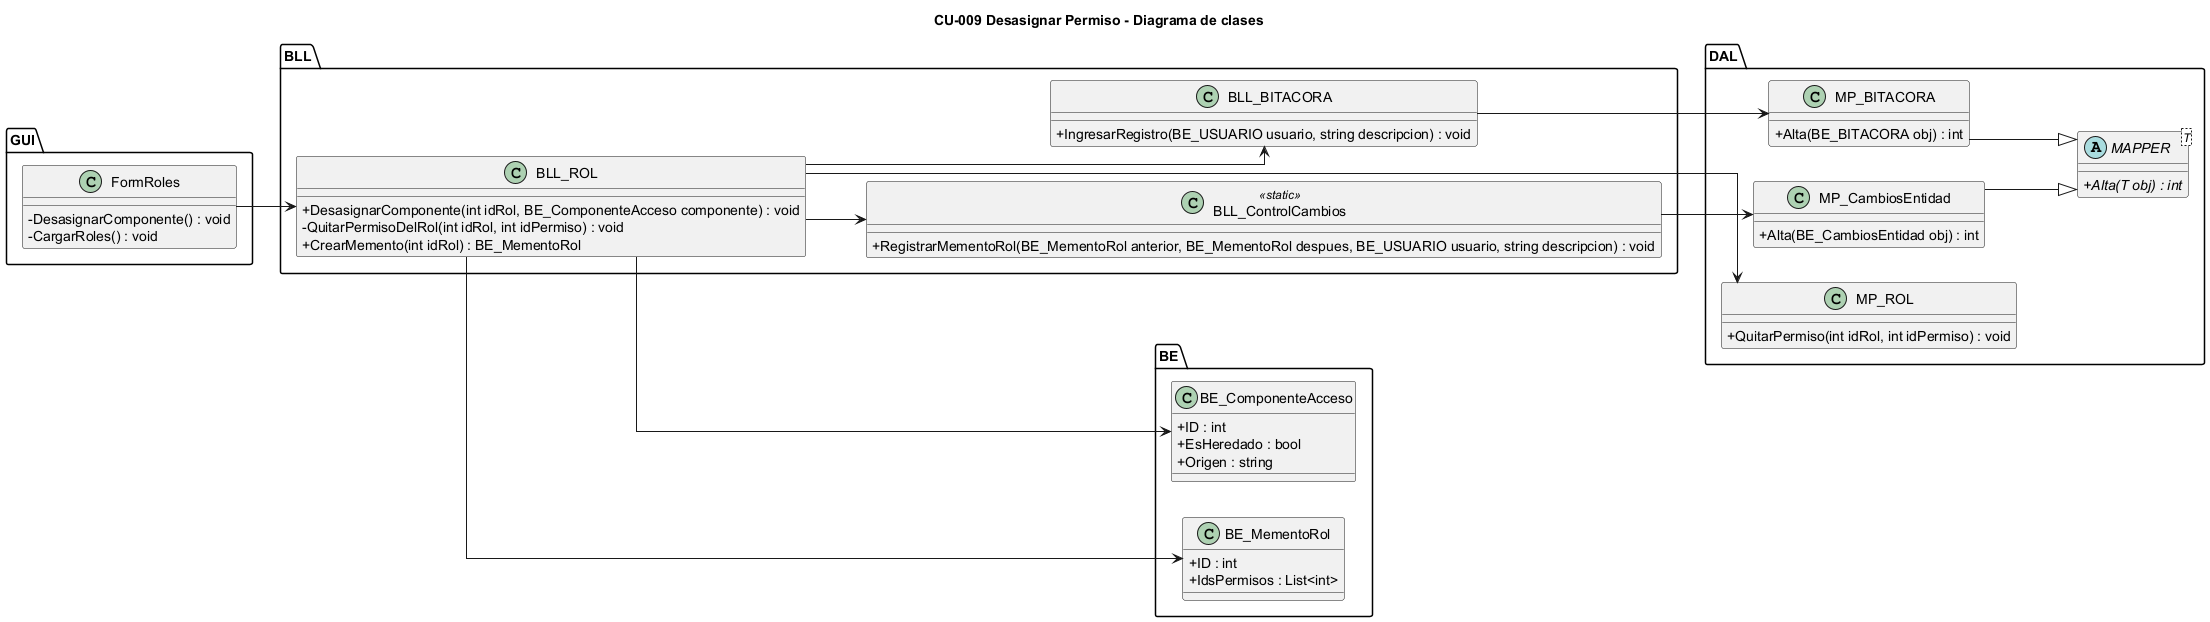 CU-009 Desasignar Permiso - Diagrama de clases
GUI
C FormRoles
-DesasignarComponente() : void
-CargarRoles() : void
BLL
C BLL_ROL
+DesasignarComponente(int idRol, BE_ComponenteAcceso componente) : void
-QuitarPermisoDelRol(int idRol, int idPermiso) : void
+CrearMemento(int idRol) : BE_MementoRol
C BLL_BITACORA
+IngresarRegistro(BE_USUARIO usuario, string descripcion) : void
«static»
C BLL_ControlCambios
+RegistrarMementoRol(BE_MementoRol anterior, BE_MementoRol despues, BE_USUARIO usuario, string descripcion) : void
DAL
C MP_BITACORA
+Alta(BE_BITACORA obj) : int
C MP_CambiosEntidad
+Alta(BE_CambiosEntidad obj) : int
C MP_ROL
+QuitarPermiso(int idRol, int idPermiso) : void
A MAPPER T
+Alta(T obj) : int
BE
C BE_ComponenteAcceso
+ID : int
+EsHeredado : bool
+Origen : string
C BE_MementoRol
+ID : int
+IdsPermisos : List<int>